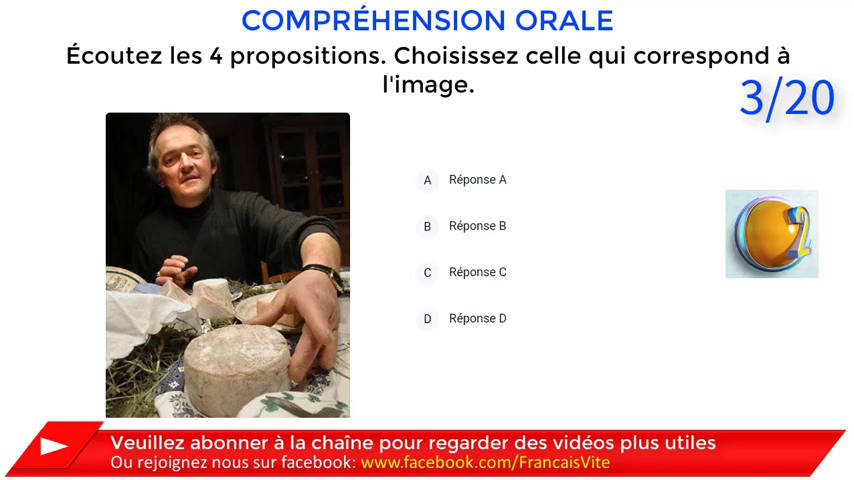 COMPRÉHENSION ORALE
Écoutez les 4 propositions. Choisissez celle qui correspond à
l'image.
3/20
A Réponse A
B Réponse B
2
C Réponse C
D Réponse D
Veuillez abonner à la chaîne pour regarder des vidéos plus utiles
Ou rejoignez nous sur facebook: www.facebook.com/FrancaisVite